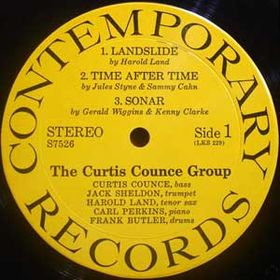 CONTEMPORARY
1. LANDSLIDE
by Harold Land
2. TIME AFTER TIME
by Jules Styne & Sammy Cahn
3. SONAR
by Gerald Wiggins & Kenny Clarke
STEREO Side 1
S7526 (LKS 229)
The Curtis Counce Group
CURTIS COUNCE, bass
JACK SHELDON, trumpet
HAROLD LAND, tenor sax
CARL PERKINS, piano
FRANK BUTLER, drums
RECORDS